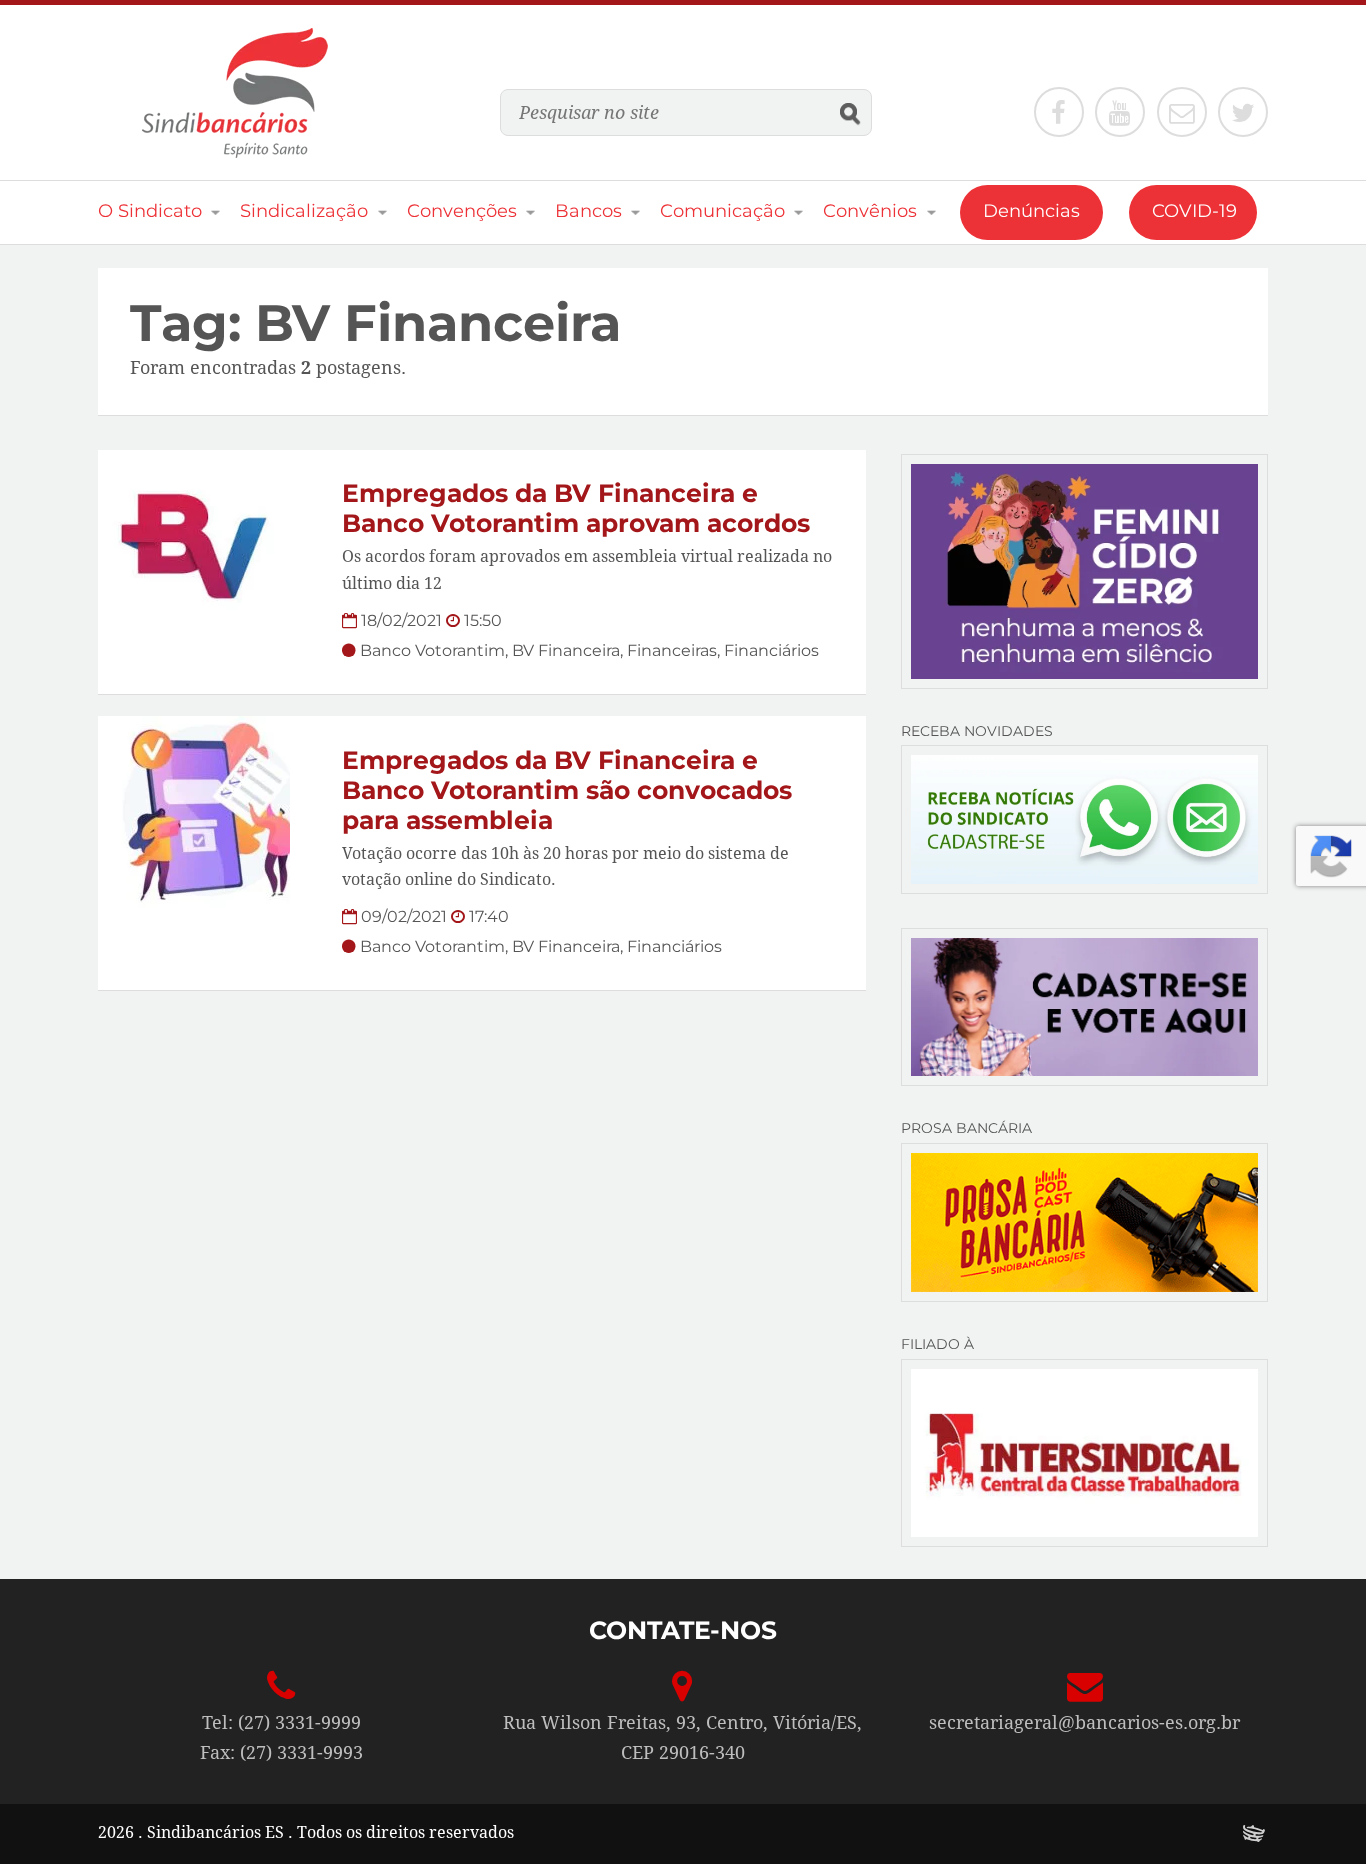 Sindibancários
Espírito Santo
Pesquisar no site
O Sindicato
Sindicalização
Convenções
Bancos
Comunicação
Convênios
Denúncias
COVID-19
Tag: BV Financeira
Foram encontradas 2 postagens.
BV
Empregados da BV Financeira e
Banco Votorantim aprovam acordos
Os acordos foram aprovados em assembleia virtual realizada no
último dia 12
18/02/2021 15:50
Banco Votorantim, BV Financeira, Financeiras, Financiários
Empregados da BV Financeira e
Banco Votorantim são convocados
para assembleia
Votação ocorre das 10h às 20 horas por meio do sistema de
votação online do Sindicato.
09/02/2021 17:40
Banco Votorantim, BV Financeira, Financiários
FEMINI
CÍDIO
ZERO
nenhuma a menos &
nenhuma em silêncio
RECEBA NOVIDADES
RECEBA NOTÍCIAS
DO SINDICATO
CADASTRE-SE
CADASTRE-SE
E VOTE AQUI
PROSA BANCÁRIA
PROSA
BANCÁRIA
POD
CAST
SINDIBANCÁRIOS/ES
FILIADO À
INTERSINDICAL
Central da Classe Trabalhadora
CONTATE-NOS
Tel: (27) 3331-9999
Fax: (27) 3331-9993
Rua Wilson Freitas, 93, Centro, Vitória/ES,
CEP 29016-340
secretariageral@bancarios-es.org.br
2026 . Sindibancários ES . Todos os direitos reservados